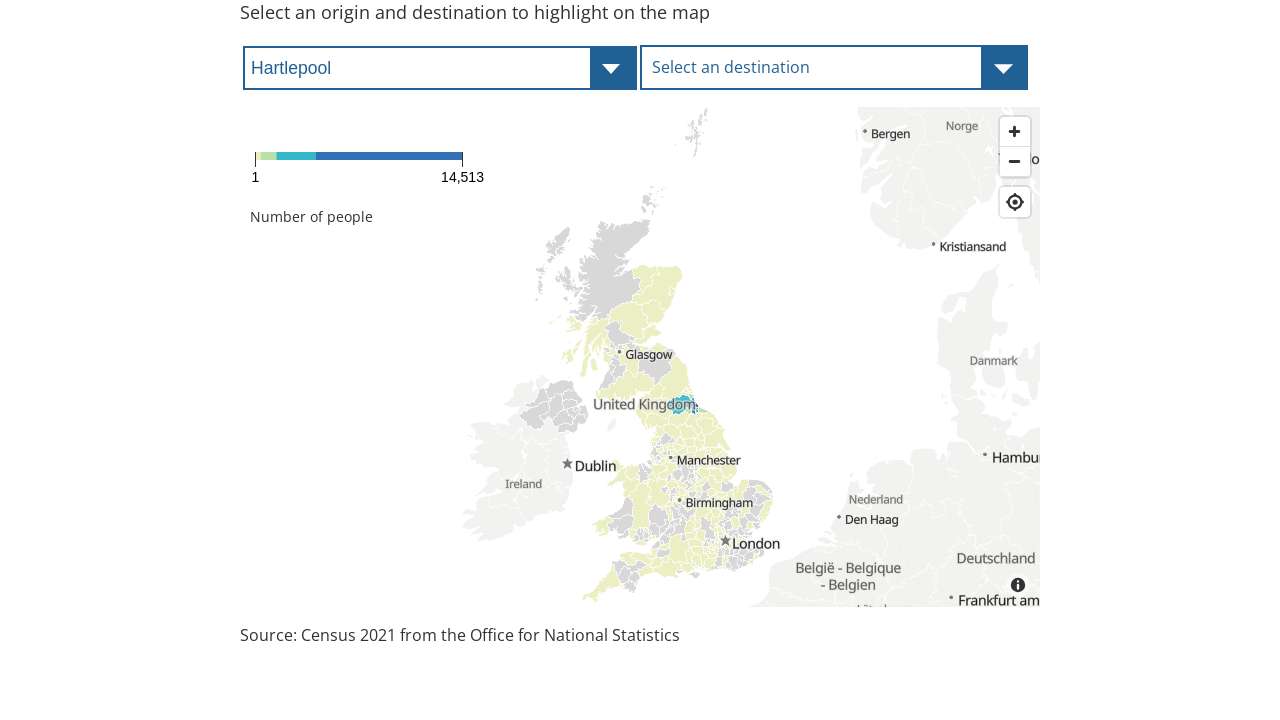 Select an origin and destination to highlight on the map
Hartlepool
Select an destination
1
14,513
Number of people
Norge
Bergen
Kristiansand
Glasgow
Danmark
United Kingdom
Manchester
Dublin
Hambu
Ireland
Birmingham
Nederland
Den Haag
London
Deutschland
België - Belgique
- Belgien
Frankfurt am
Source: Census 2021 from the Office for National Statistics